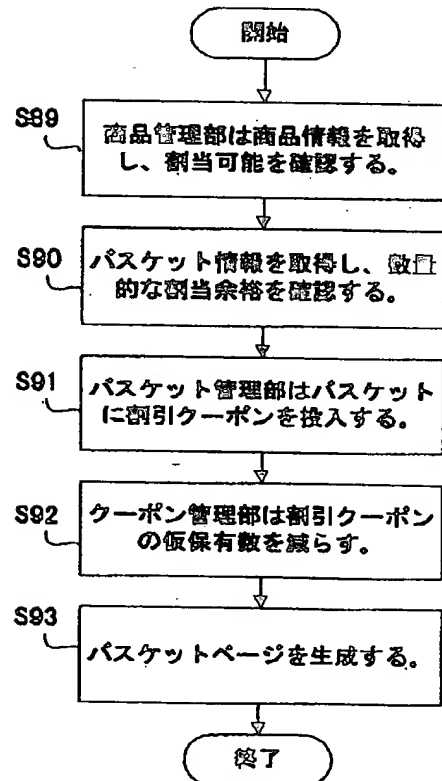 開始
S89
商品管理部は商品情報を取得
し、割当可能を確認する。
S90
バスケット情報を取得し、数量
的な割当余裕を確認する。
S91
バスケット管理部はバスケット
に割引クーポンを投入する。
S92
クーポン管理部は割引クーポン
の仮保有数を減らす。
S93
バスケットページを生成する。
終了